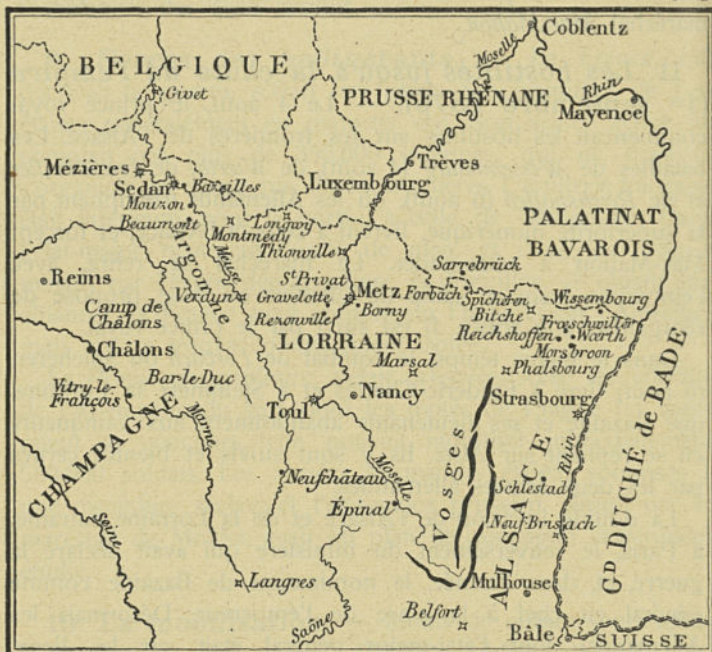 Coblentz
BELGIQUE
Moselle
Rhin
Givet
PRUSSE RHÉNANE
Mayence
Mézières
Trèves
Sedan
Bazeilles
Luxembourg
Mouzon
Longwy
PALATINAT
BAVAROIS
Beaumont
Montmédy
Thionville
Argonne
Meuse
Sarrebrück
Reims
St Privat
Metz
Forbach
Spicheren
Wissembourg
Verdun
Gravelotte
Borny
Bitche
Camp de
Châlons
Rezonville
Frœschwiller
Reichshoffen
Wœrth
LORRAINE
Morsbroon
Châlons
Marsal
Phalsbourg
Bar-le-Duc
Vitry-le-
François
Nancy
Strasbourg
Toul
CHAMPAGNE
Marne
Moselle
Vosges
ALSACE
Rhin
GD DUCHÉ de BADE
Neufchâteau
Schlestad
Épinal
Neuf-Brisach
Seine
Langres
Mulhouse
Belfort
Saône
Bâle
SUISSE